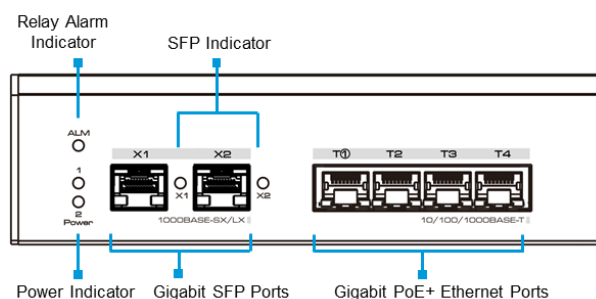 Relay Alarm
Indicator
SFP Indicator
ALM
X1
X2
T①
T2
T3
T4
1
X1
X2
2
Power
1000BASE-SX/LX
10/100/1000BASE-T
Power Indicator
Gigabit SFP Ports
Gigabit PoE+ Ethernet Ports